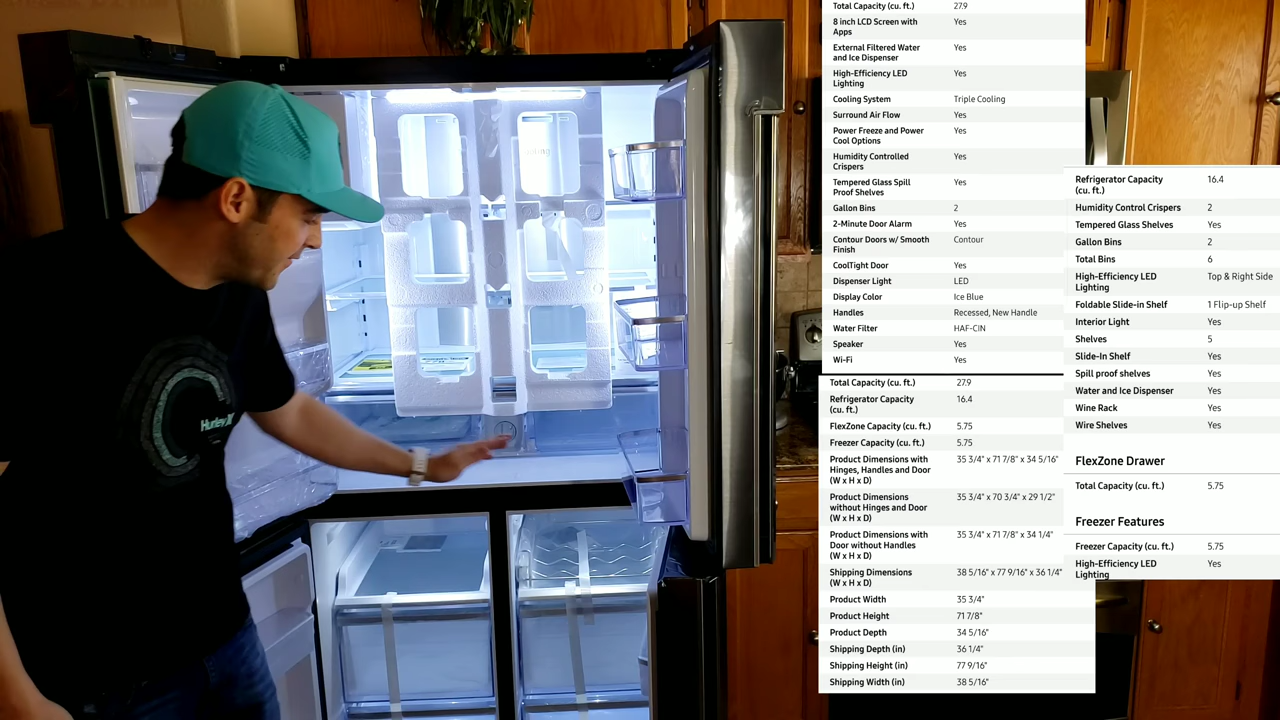 Total Capacity (cu. ft.) 27.9
8 inch LCD Screen with Yes
Apps
External Filtered Water Yes
and Ice Dispenser
High-Efficiency LED Yes
Lighting
Cooling System Triple Cooling
Surround Air Flow Yes
Power Freeze and Power Yes
Cool Options
Humidity Controlled Yes
Crispers
Tempered Glass Spill Yes
Proof Shelves
Gallon Bins 2
2-Minute Door Alarm Yes
Contour Doors w/ Smooth Contour
Finish
CoolTight Door Yes
Dispenser Light LED
Display Color Ice Blue
Handles Recessed, New Handle
Water Filter HAF-CIN
Speaker Yes
Wi-Fi Yes
Total Capacity (cu. ft.) 27.9
Refrigerator Capacity 16.4
(cu. ft.)
FlexZone Capacity (cu. ft.) 5.75
Freezer Capacity (cu. ft.) 5.75
Product Dimensions with 35 3/4" x 71 7/8" x 34 5/16"
Hinges, Handles and Door
(W x H x D)
Product Dimensions 35 3/4" x 70 3/4" x 29 1/2"
without Hinges and Door
(W x H x D)
Product Dimensions with 35 3/4" x 71 7/8" x 34 1/4"
Door without Handles
(W x H x D)
Shipping Dimensions 38 5/16" x 77 9/16" x 36 1/4"
(W x H x D)
Product Width 35 3/4"
Product Height 71 7/8"
Product Depth 34 5/16"
Shipping Depth (in) 36 1/4"
Shipping Height (in) 77 9/16"
Shipping Width (in) 38 5/16"
Refrigerator Capacity 16.4
(cu. ft.)
Humidity Control Crispers 2
Tempered Glass Shelves Yes
Gallon Bins 2
Total Bins 6
High-Efficiency LED Top & Right Side
Lighting
Foldable Slide-in Shelf 1 Flip-up Shelf
Interior Light Yes
Shelves 5
Slide-In Shelf Yes
Spill proof shelves Yes
Water and Ice Dispenser Yes
Wine Rack Yes
Wire Shelves Yes
FlexZone Drawer
Total Capacity (cu. ft.) 5.75
Freezer Features
Freezer Capacity (cu. ft.) 5.75
High-Efficiency LED Yes
Lighting
Hurley